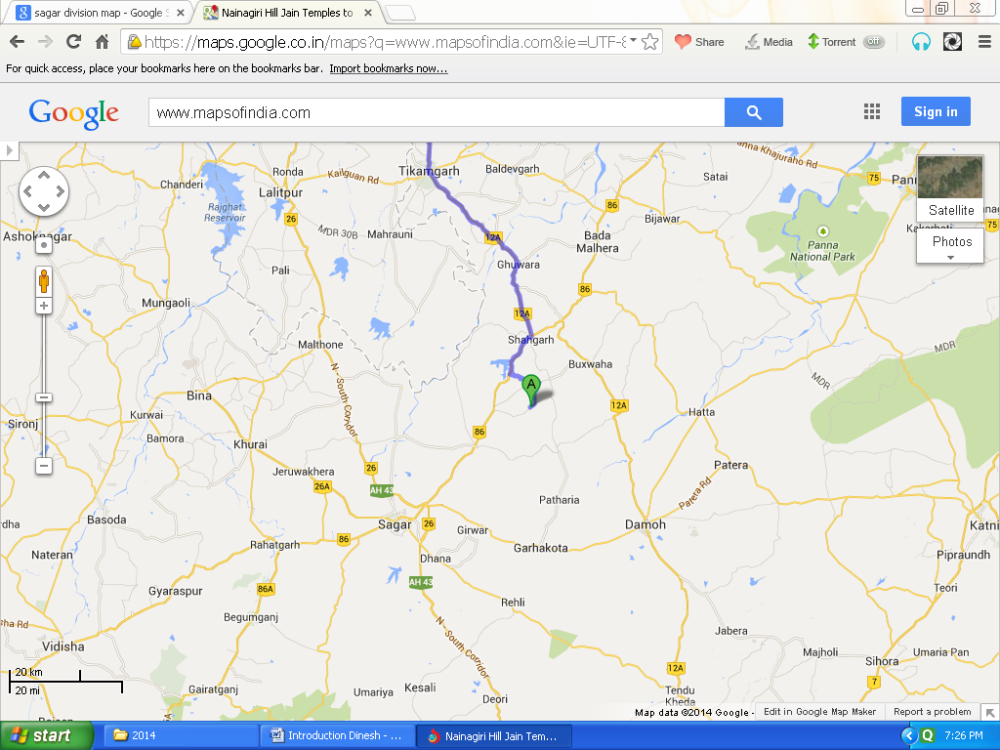 sagar division map - Google S
Nainagiri Hill Jain Temples to
https://maps.google.co.in/maps?q=www.mapsofindia.com&ie=UTF-8
Share
Media
Torrent
Off
For quick access, place your bookmarks here on the bookmarks bar. Import bookmarks now...
Google
www.mapsofindia.com
Sign in
Panna Khajuraho Rd
Ronda
Kailguan Rd
Tikamgarh
Baldevgarh
Satai
75
Chanderi
Lalitpur
Satellite
Rajghat
Reservoir
26
86
Bijawar
75
MDR 30B
Mahrauni
12A
Bada
Malhera
Ashoknagar
Panna
National Park
Photos
Pali
Ghuwara
86
Mungaoli
12A
Malthone
Shahgarh
MDR
Buxwaha
MDR
N - South Corridor
A
Bina
12A
Hatta
Kurwai
Sironj
86
Bamora
Khurai
Jeruwakhera
26
Patera
26A
AH 43
Patera Rd
Patharia
Basoda
Sagar
26
Girwar
Damoh
Katni
Rahatgarh
86
Garhakota
Nateran
Dhana
Pipraundh
AH 43
Gyaraspur
86A
Teori
Rehli
Begumganj
N - South Corridor
Jabera
Vidisha
Majholi
Umaria Pan
Sihora
20 km
20 mi
12A
7
Gairatganj
Umariya
Kesali
Deori
Tendu
Kheda
Map data ©2014 Google -
Edit in Google Map Maker
Report a problem
start
2014
Introduction Dinesh - ...
Nainagiri Hill Jain Tem...
Q
7:26 PM